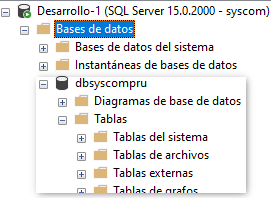 Desarrollo-1 (SQL Server 15.0.2000 - syscom)
Bases de datos
Bases de datos del sistema
Instantáneas de bases de datos
dbsyscompru
Diagramas de base de datos
Tablas
Tablas del sistema
Tablas de archivos
Tablas externas
Tablas de grafos